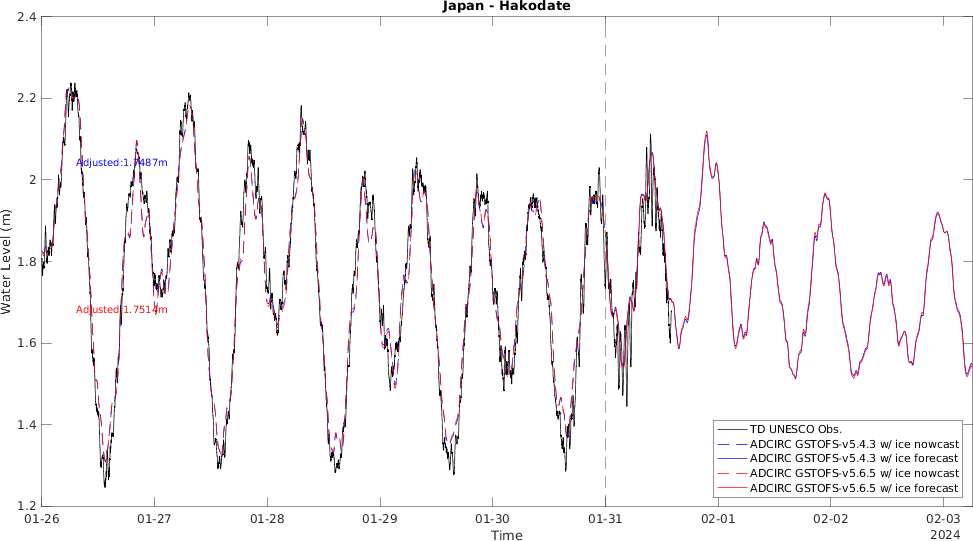 Japan - Hakodate
2.4
2.2
2
1.8
1.6
1.4
1.2
Water Level (m)
Adjusted:1.7487m
Adjusted:1.7514m
TD UNESCO Obs.
ADCIRC GSTOFS-v5.4.3 w/ ice nowcast
ADCIRC GSTOFS-v5.4.3 w/ ice forecast
ADCIRC GSTOFS-v5.6.5 w/ ice nowcast
ADCIRC GSTOFS-v5.6.5 w/ ice forecast
01-26 01-27 01-28 01-29 01-30 01-31 02-01 02-02 02-03
Time 2024